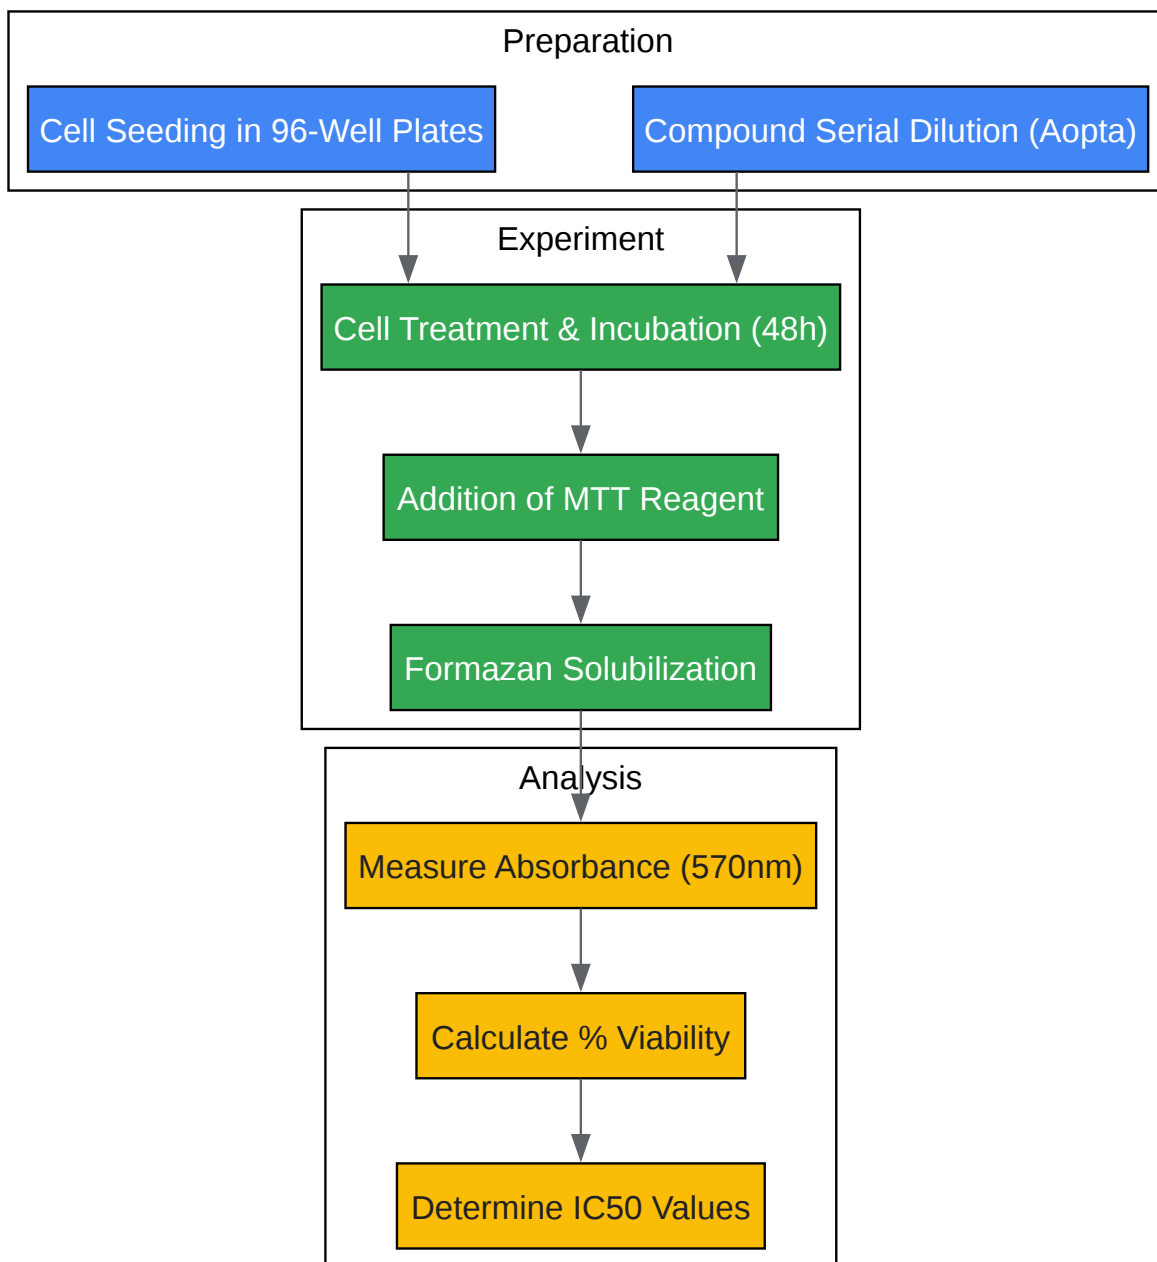 Preparation
Cell Seeding in 96-Well Plates
Compound Serial Dilution (Aopta)
Experiment
Cell Treatment & Incubation (48h)
Addition of MTT Reagent
Formazan Solubilization
Analysis
Measure Absorbance (570nm)
Calculate % Viability
Determine IC50 Values